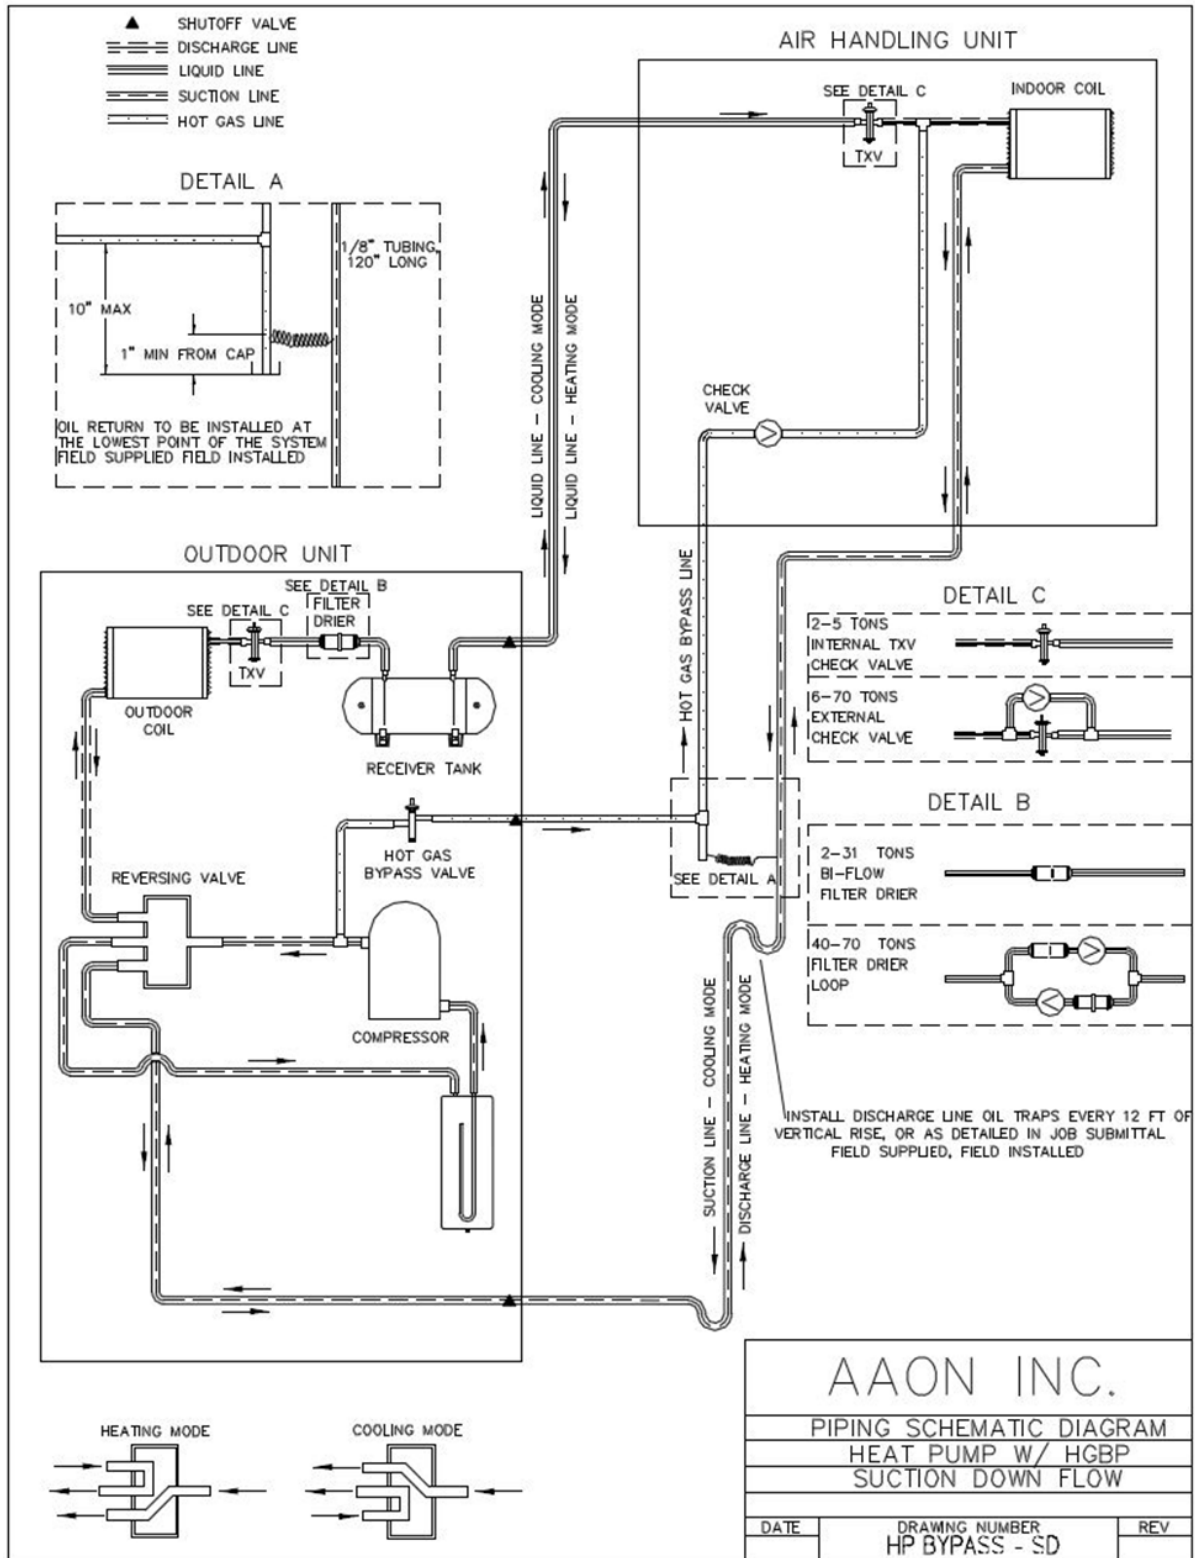 SHUTOFF VALVE
DISCHARGE LINE
LIQUID LINE
SUCTION LINE
HOT GAS LINE
DETAIL A
1/8" TUBING,
120" LONG
10" MAX
1" MIN FROM CAP
OIL RETURN TO BE INSTALLED AT
THE LOWEST POINT OF THE SYSTEM
FIELD SUPPLIED FIELD INSTALLED
AIR HANDLING UNIT
SEE DETAIL C
INDOOR COIL
TXV
CHECK
VALVE
LIQUID LINE - COOLING MODE
LIQUID LINE - HEATING MODE
OUTDOOR UNIT
SEE DETAIL B
FILTER
DRIER
SEE DETAIL C
TXV
OUTDOOR
COIL
RECEIVER TANK
HOT GAS
BYPASS VALVE
REVERSING VALVE
COMPRESSOR
HOT GAS BYPASS LINE
SEE DETAIL A
SUCTION LINE - COOLING MODE
DISCHARGE LINE - HEATING MODE
DETAIL C
2-5 TONS
INTERNAL TXV
CHECK VALVE
6-70 TONS
EXTERNAL
CHECK VALVE
DETAIL B
2-31 TONS
BI-FLOW
FILTER DRIER
40-70 TONS
FILTER DRIER
LOOP
INSTALL DISCHARGE LINE OIL TRAPS EVERY 12 FT OF
VERTICAL RISE, OR AS DETAILED IN JOB SUBMITTAL
FIELD SUPPLIED, FIELD INSTALLED
HEATING MODE
COOLING MODE
AAON INC.
PIPING SCHEMATIC DIAGRAM
HEAT PUMP W/ HGBP
SUCTION DOWN FLOW
DATE
DRAWING NUMBER
REV
HP BYPASS - SD